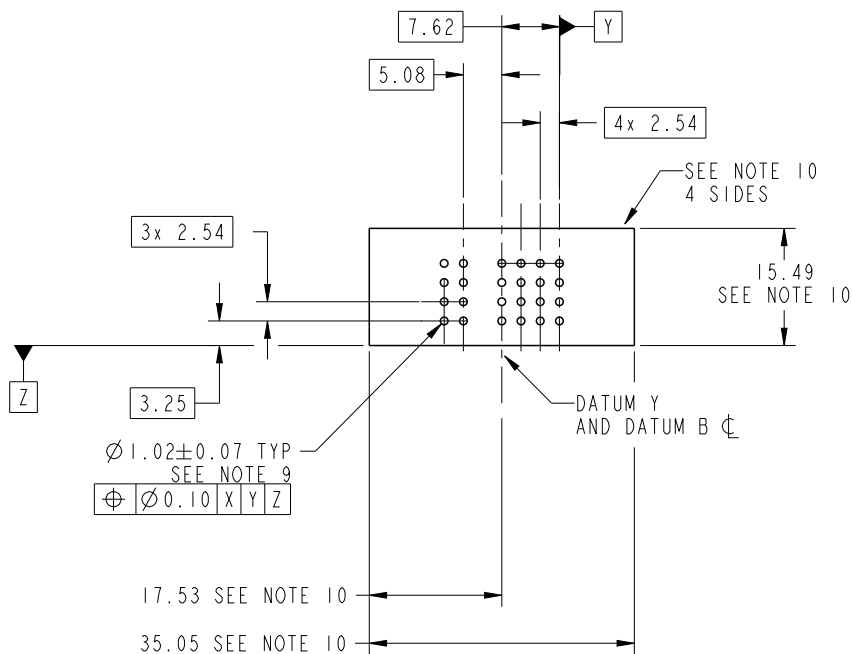 7.62
Y
5.08
4x 2.54
SEE NOTE 10
4 SIDES
3x 2.54
15.49
SEE NOTE 10
Z
3.25
DATUM Y
AND DATUM B ℄
Ø1.02±0.07 TYP
SEE NOTE 9
⌖ Ø0.10 X Y Z
17.53 SEE NOTE 10
35.05 SEE NOTE 10